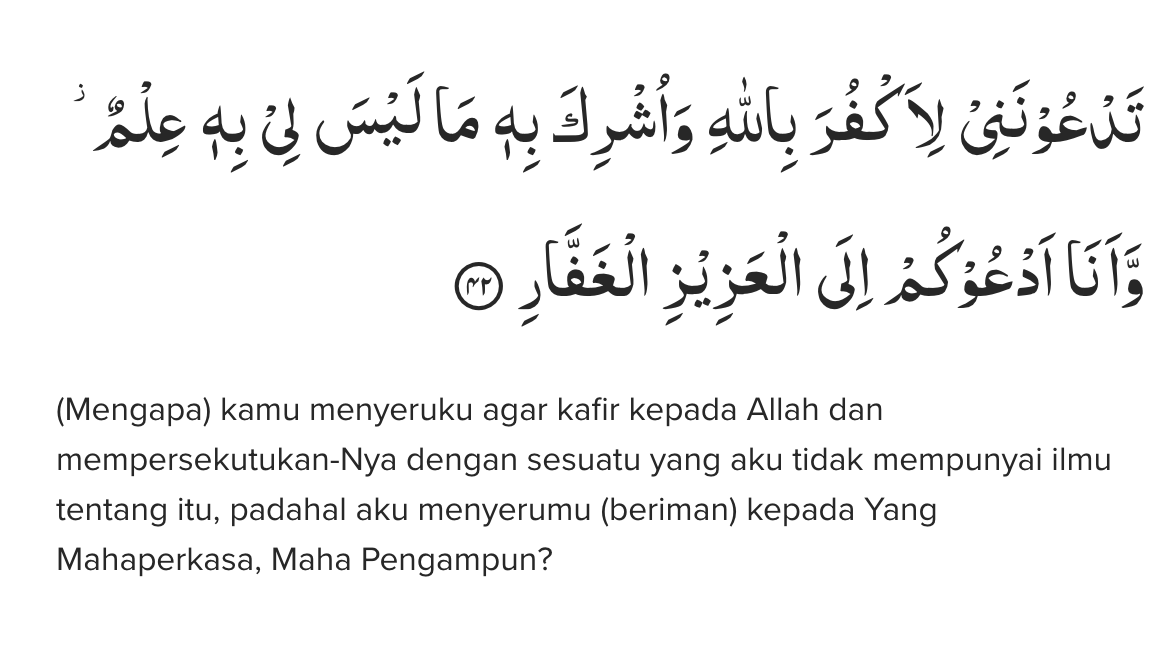 تَدْعُوْنَنِيْ لِاَكْفُرَ بِاللّٰهِ وَاُشْرِكَ بِهٖ مَا لَيْسَ لِيْ بِهٖ عِلْمٌ ۖ
وَّاَنَا۠ اَدْعُوْكُمْ اِلَى الْعَزِيْزِ الْغَفَّارِ ۴۲
(Mengapa) kamu menyeruku agar kafir kepada Allah dan
mempersekutukan-Nya dengan sesuatu yang aku tidak mempunyai ilmu
tentang itu, padahal aku menyerumu (beriman) kepada Yang
Mahaperkasa, Maha Pengampun?